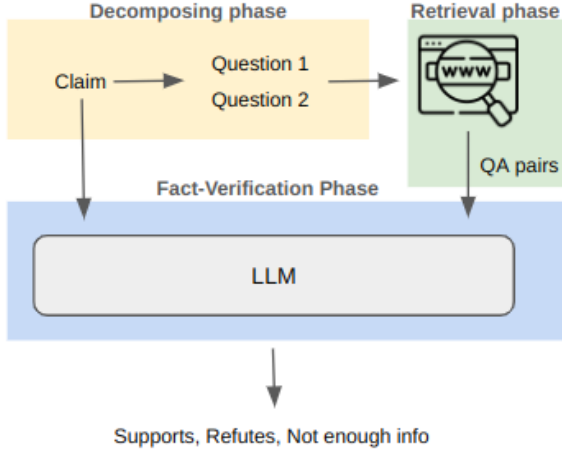 Decomposing phase
Retrieval phase
Claim
Question 1
Question 2
WWW
QA pairs
Fact-Verification Phase
LLM
Supports, Refutes, Not enough info